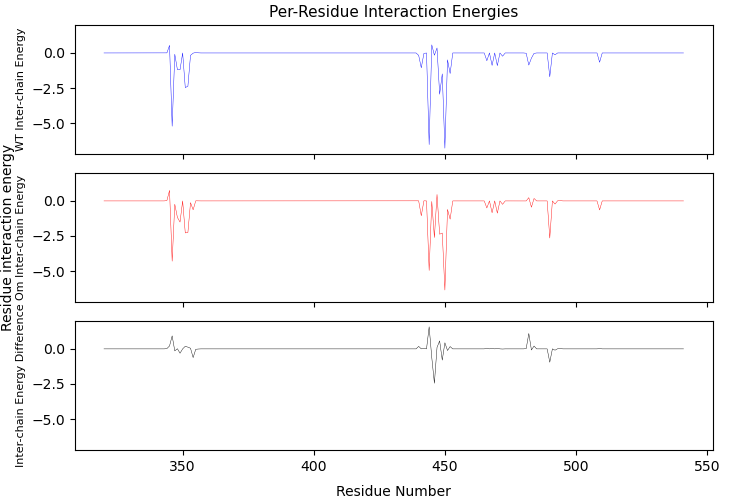 Per-Residue Interaction Energies
Residue interaction energy
WT Inter-chain Energy
0.0
−2.5
−5.0
Om Inter-chain Energy
0.0
−2.5
−5.0
Inter-chain Energy Difference
0.0
−2.5
−5.0
350
400
450
500
550
Residue Number